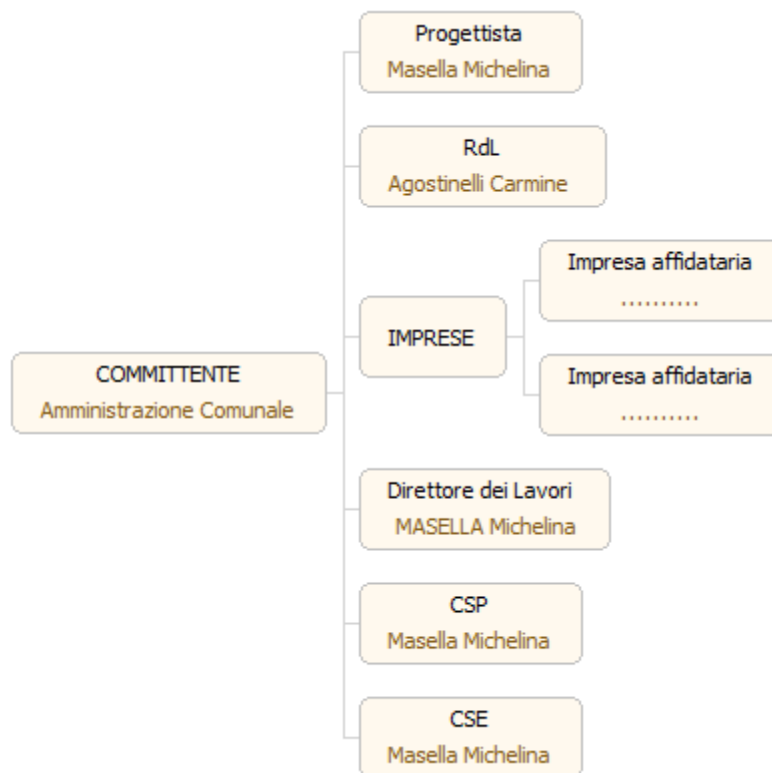 Progettista
Masella Michelina
RdL
Agostinelli Carmine
Impresa affidataria
..........
IMPRESE
Impresa affidataria
..........
COMMITTENTE
Amministrazione Comunale
Direttore dei Lavori
MASELLA Michelina
CSP
Masella Michelina
CSE
Masella Michelina